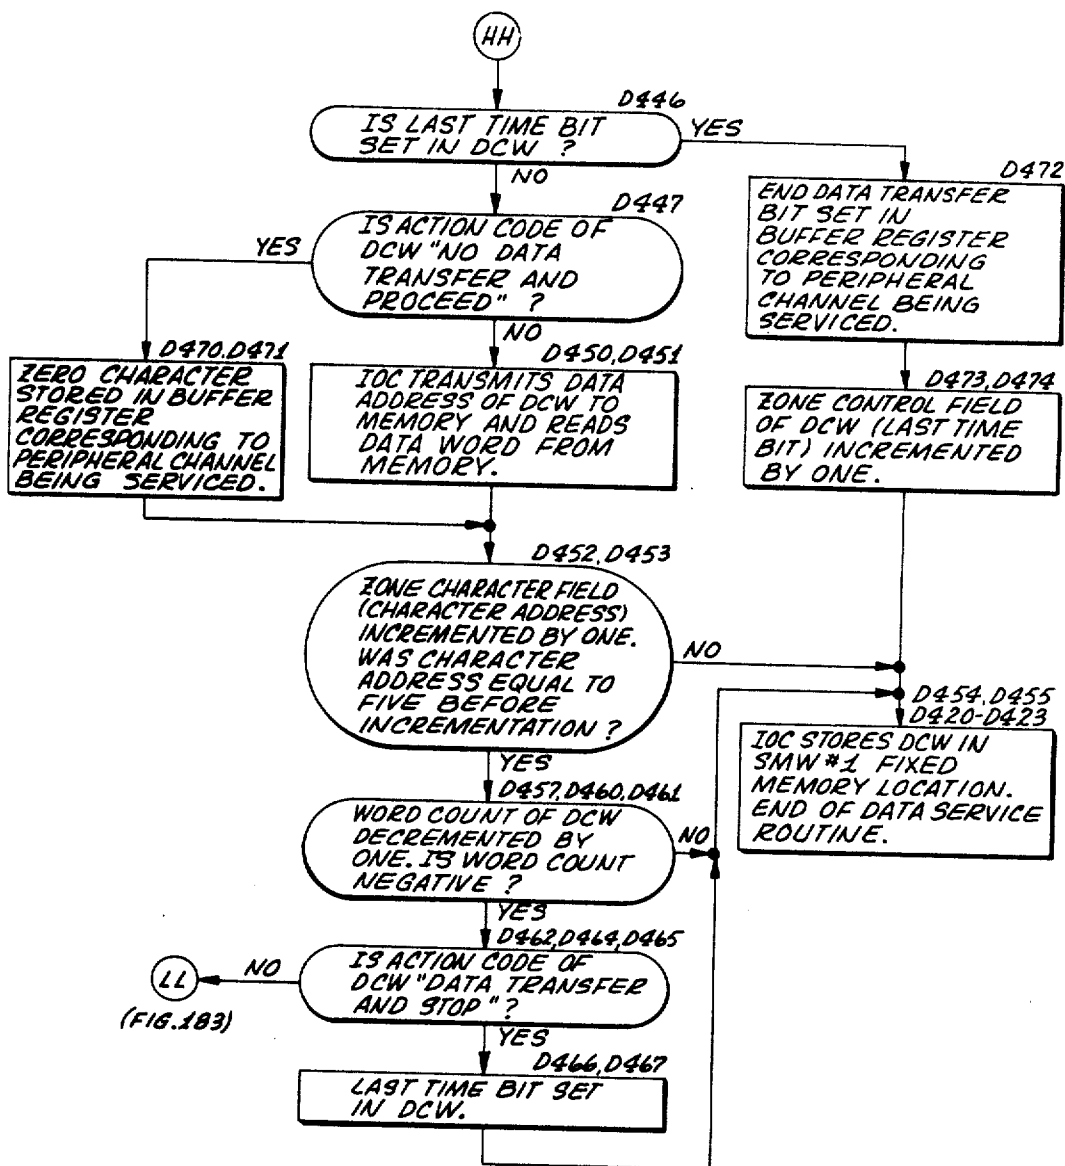 HH
D446
IS LAST TIME BIT
SET IN DCW ?
YES
NO
D472
END DATA TRANSFER
BIT SET IN
BUFFER REGISTER
CORRESPONDING
TO PERIPHERAL
CHANNEL BEING
SERVICED.
D447
IS ACTION CODE OF
DCW "NO DATA
TRANSFER AND
PROCEED" ?
YES
NO
D470,D471
ZERO CHARACTER
STORED IN BUFFER
REGISTER
CORRESPONDING TO
PERIPHERAL CHANNEL
BEING SERVICED.
D450,D451
IOC TRANSMITS DATA
ADDRESS OF DCW TO
MEMORY AND READS
DATA WORD FROM
MEMORY.
D473,D474
ZONE CONTROL FIELD
OF DCW (LAST TIME
BIT) INCREMENTED
BY ONE.
D452,D453
ZONE CHARACTER FIELD
(CHARACTER ADDRESS)
INCREMENTED BY ONE.
WAS CHARACTER
ADDRESS EQUAL TO
FIVE BEFORE
INCREMENTATION ?
NO
YES
D454,D455
D420-D423
IOC STORES DCW IN
SMW #1 FIXED
MEMORY LOCATION.
END OF DATA SERVICE
ROUTINE.
D457,D460,D461
WORD COUNT OF DCW
DECREMENTED BY
ONE. IS WORD COUNT
NEGATIVE ?
NO
YES
D462,D464,D465
IS ACTION CODE OF
DCW "DATA TRANSFER
AND STOP" ?
NO
LL
(FIG.183)
YES
D466,D467
LAST TIME BIT SET
IN DCW.